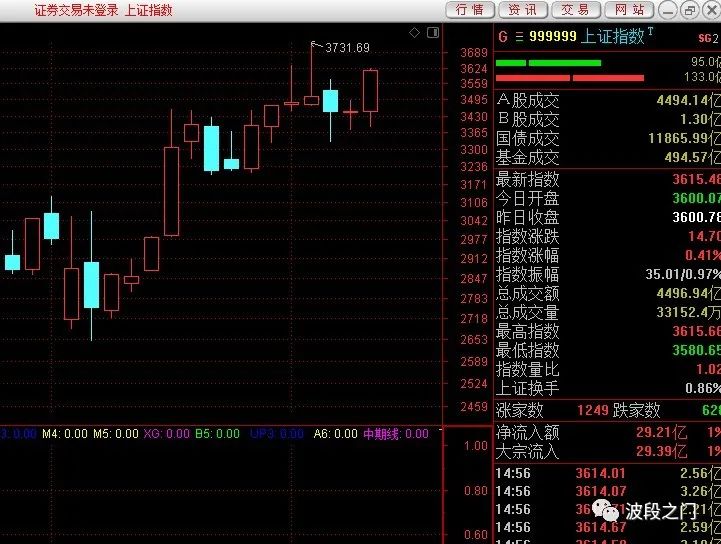 证券交易未登录 上证指数 行情 资讯 交易 网站
3731.69
3689
3624
3559
3495
3430
3365
3300
3236
3171
3106
3042
2977
2912
2847
2783
2718
2653
2589
2524
2459
G 999999 上证指数T SG2
95.0亿
133.0亿
A股成交 4494.14亿
B股成交 1.30亿
国债成交 11865.99亿
基金成交 494.57亿
最新指数 3615.48
今日开盘 3600.07
昨日收盘 3600.78
指数涨跌 14.70
指数涨幅 0.41%
指数振幅 35.01/0.97%
总成交额 4496.94亿
总成交量 33152.4万
最高指数 3615.66
最低指数 3580.65
指数量比 1.02
上证换手 0.86%
涨家数 1249 跌家数 628
净流入额 29.21亿 1%
大宗流入 29.39亿 1%
3: 0.00 M4: 0.00 M5: 0.00 XG: 0.00 B5: 0.00 UP3: 0.00 A6: 0.00 中期线: 0.00
1.00
0.80
0.60
14:56 3614.01 2.56亿
14:56 3614.07 3.26亿
14:56 2.21亿
14:56 3614.67 2.59亿
波段之门